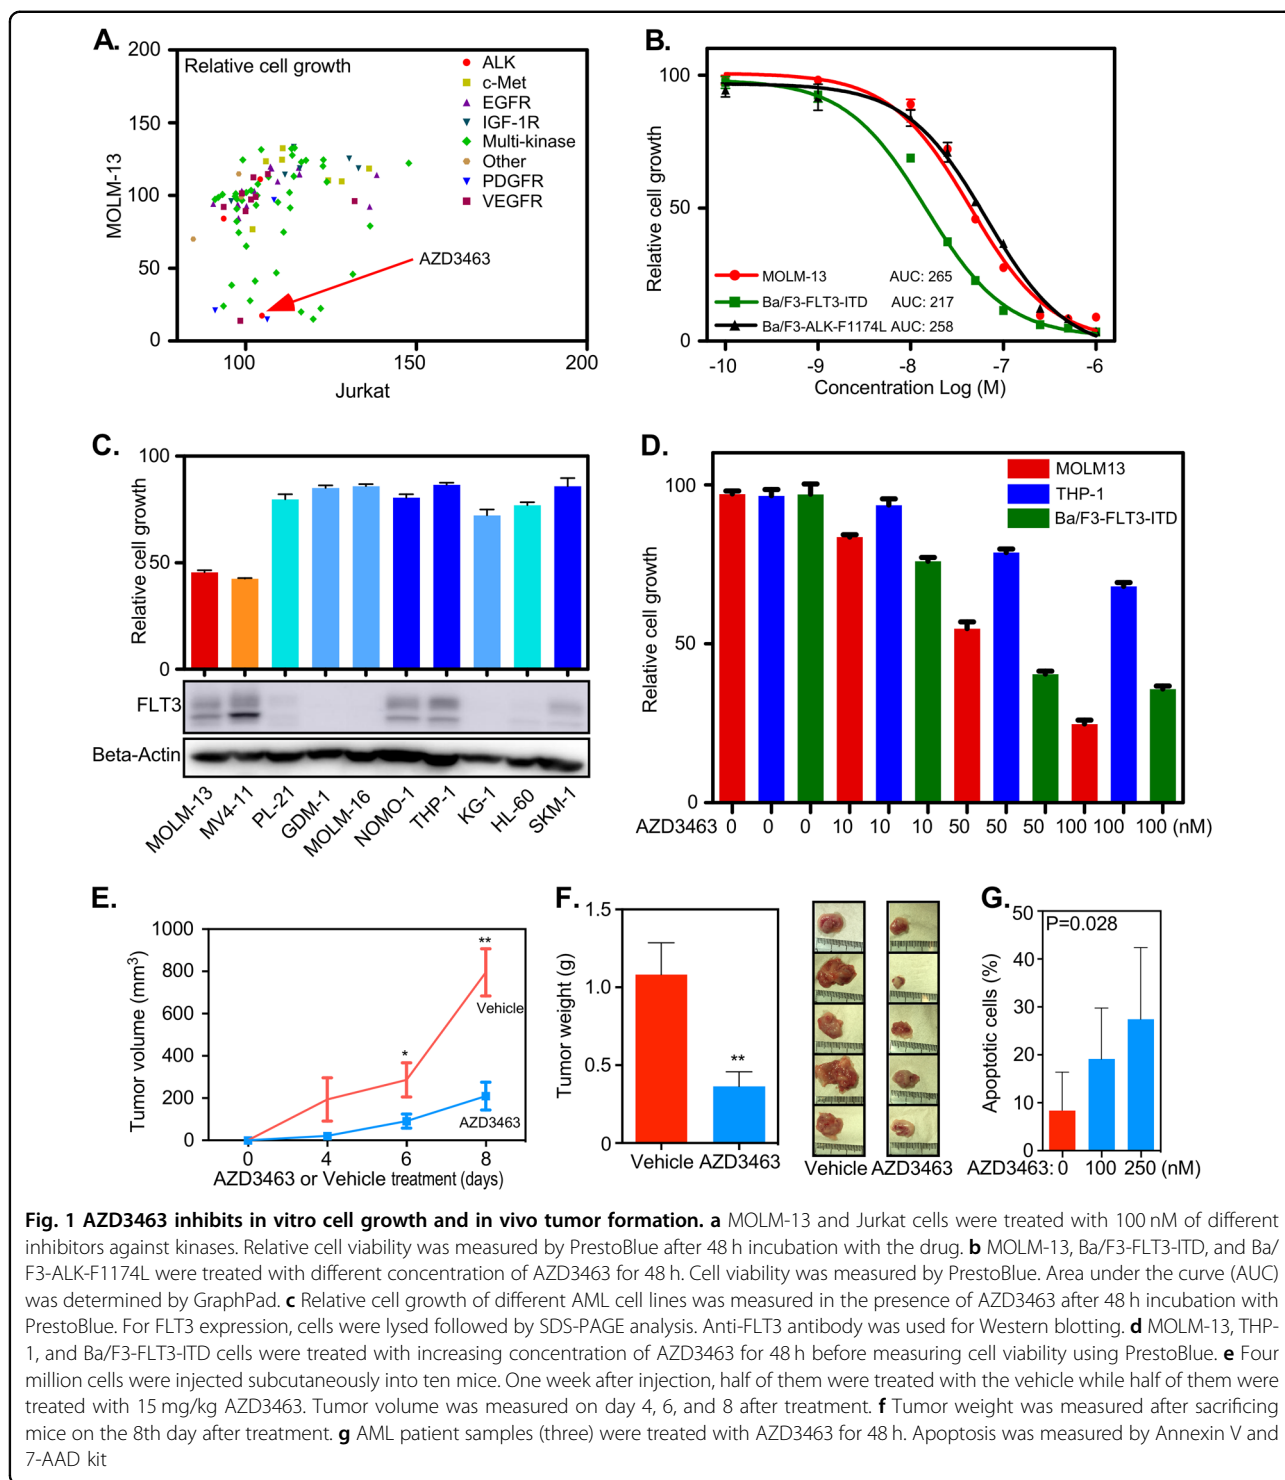 A.
Relative cell growth
MOLM-13
200
150
100
50
0
100
150
200
Jurkat
ALK
c-Met
EGFR
IGF-1R
Multi-kinase
Other
PDGFR
VEGFR
AZD3463
B.
Relative cell growth
100
50
0
MOLM-13 AUC: 265
Ba/F3-FLT3-ITD AUC: 217
Ba/F3-ALK-F1174L AUC: 258
-10 -9 -8 -7 -6
Concentration Log (M)
C.
Relative cell growth
100
50
0
FLT3
Beta-Actin
MOLM-13
MV4-11
PL-21
GDM-1
MOLM-16
NOMO-1
THP-1
KG-1
HL-60
SKM-1
D.
Relative cell growth
100
50
0
MOLM13
THP-1
Ba/F3-FLT3-ITD
AZD3463 0 0 0 10 10 10 50 50 50 100 100 100 (nM)
E.
Tumor volume (mm³)
1000
800
600
400
200
0
**
Vehicle
*
AZD3463
0 4 6 8
AZD3463 or Vehicle treatment (days)
F.
Tumor weight (g)
1.5
1.0
0.5
0.0
**
Vehicle AZD3463
Vehicle AZD3463
G.
Apoptotic cells (%)
50
40
30
20
10
0
P=0.028
AZD3463: 0 100 250 (nM)
Fig. 1 AZD3463 inhibits in vitro cell growth and in vivo tumor formation. a MOLM-13 and Jurkat cells were treated with 100 nM of different
inhibitors against kinases. Relative cell viability was measured by PrestoBlue after 48 h incubation with the drug. b MOLM-13, Ba/F3-FLT3-ITD, and Ba/
F3-ALK-F1174L were treated with different concentration of AZD3463 for 48 h. Cell viability was measured by PrestoBlue. Area under the curve (AUC)
was determined by GraphPad. c Relative cell growth of different AML cell lines was measured in the presence of AZD3463 after 48 h incubation with
PrestoBlue. For FLT3 expression, cells were lysed followed by SDS-PAGE analysis. Anti-FLT3 antibody was used for Western blotting. d MOLM-13, THP-
1, and Ba/F3-FLT3-ITD cells were treated with increasing concentration of AZD3463 for 48 h before measuring cell viability using PrestoBlue. e Four
million cells were injected subcutaneously into ten mice. One week after injection, half of them were treated with the vehicle while half of them were
treated with 15 mg/kg AZD3463. Tumor volume was measured on day 4, 6, and 8 after treatment. f Tumor weight was measured after sacrificing
mice on the 8th day after treatment. g AML patient samples (three) were treated with AZD3463 for 48 h. Apoptosis was measured by Annexin V and
7-AAD kit